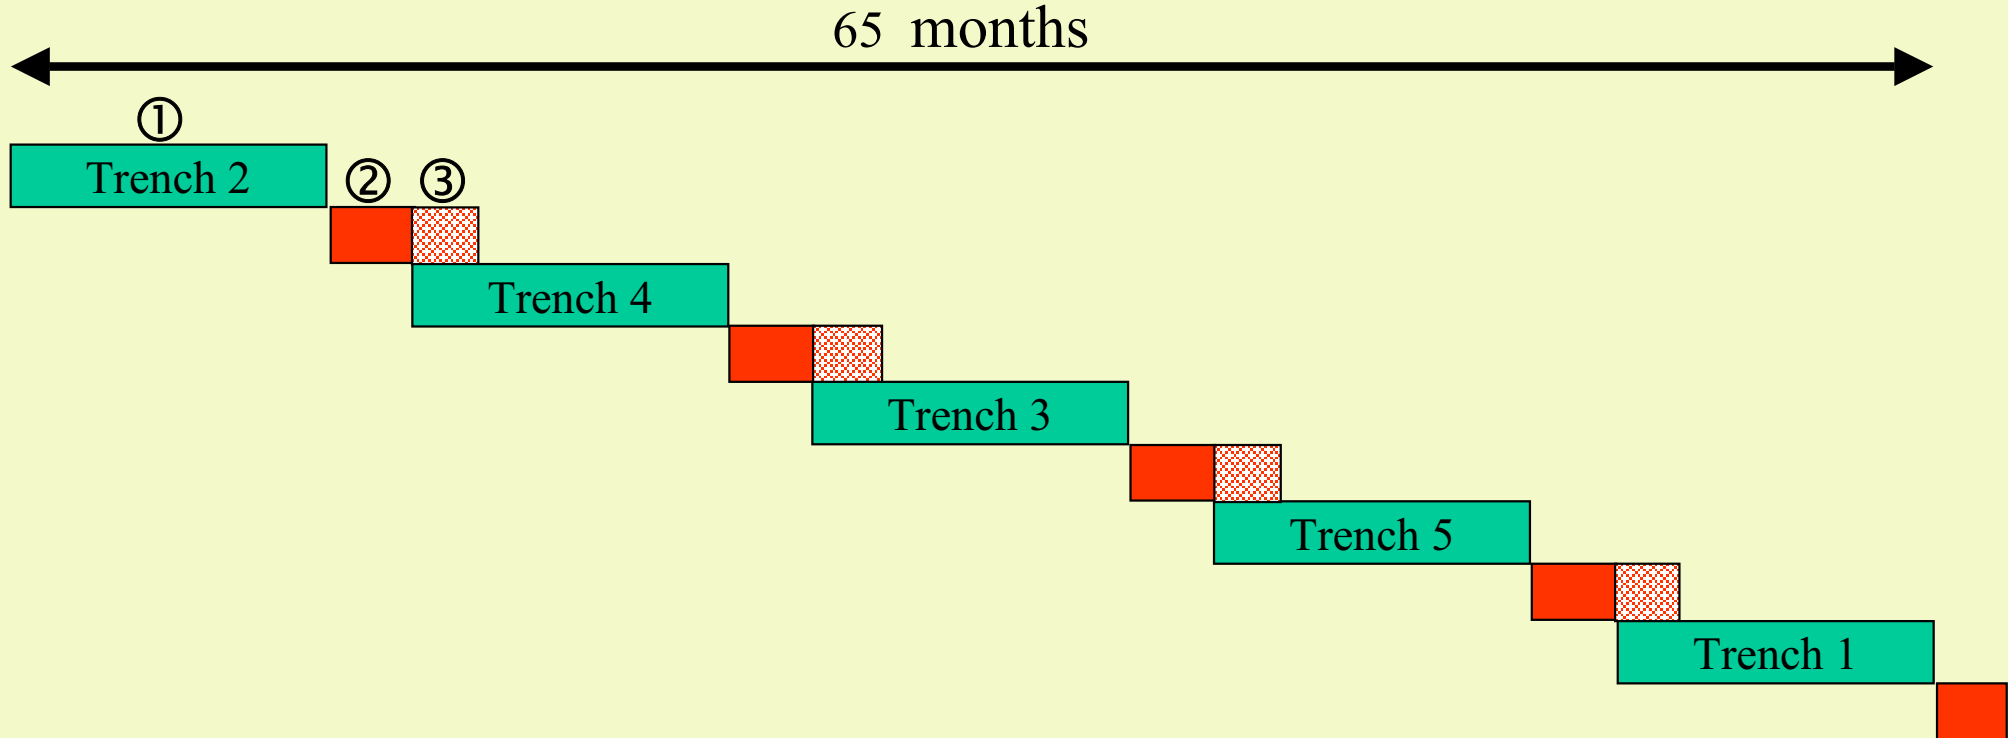 65 months
①
Trench 2
② ③
Trench 4
Trench 3
Trench 5
Trench 1